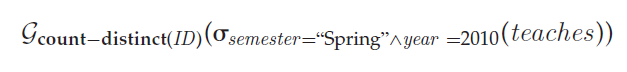 𝒢count−distinct(ID)(σsemester=“Spring”∧year =2010(teaches))